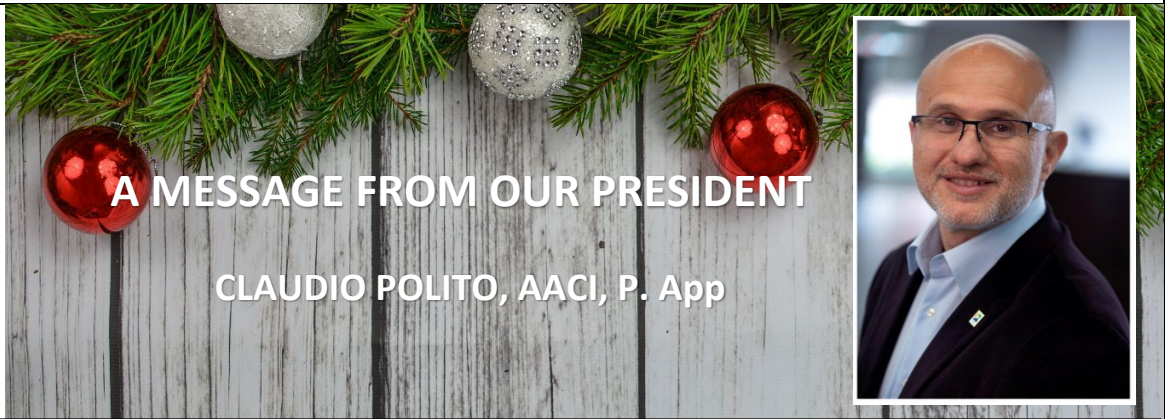 A MESSAGE FROM OUR PRESIDENT
CLAUDIO POLITO, AACI, P. App